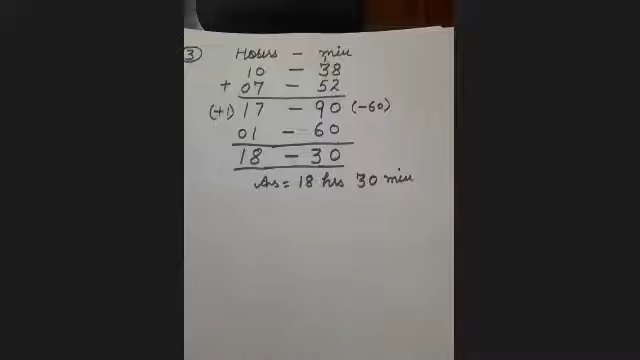 ③ Hours - min
10 - 38
+ 07 - 52
(+1) 17 - 90 (-60)
01 - 60
18 - 30
As = 18 hrs 30 min